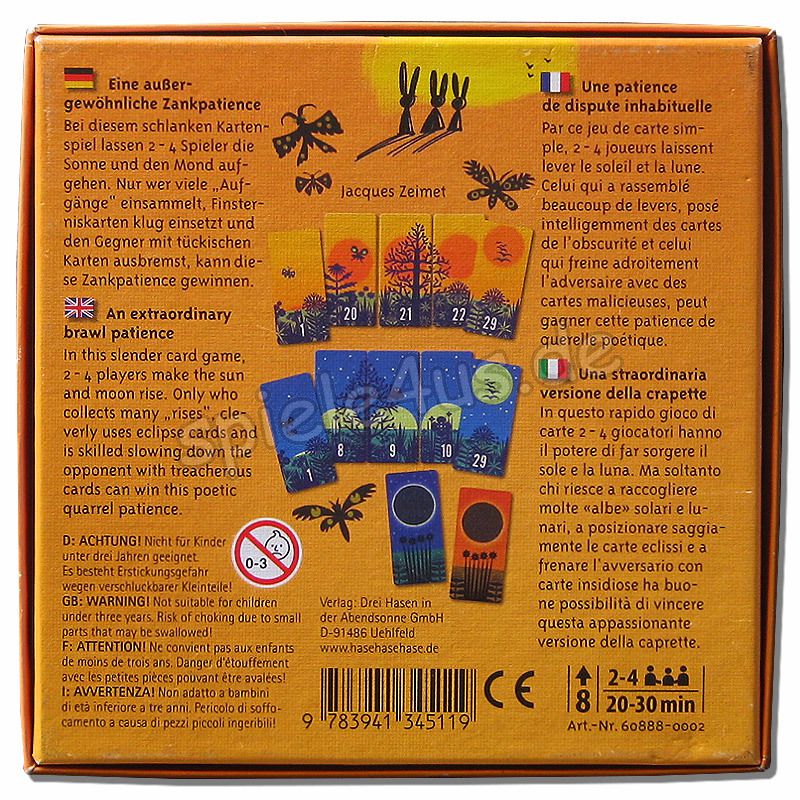 Eine außer-
gewöhnliche Zankpatience
Bei diesem schlanken Karten-
spiel lassen 2 - 4 Spieler die
Sonne und den Mond auf-
gehen. Nur wer viele „Auf-
gänge“ einsammelt, Finster-
niskarten klug einsetzt und
den Gegner mit tückischen
Karten ausbremst, kann die-
se Zankpatience gewinnen.
An extraordinary
brawl patience
In this slender card game,
2 - 4 players make the sun
and moon rise. Only who
collects many „rises“, cle-
verly uses eclipse cards and
is skilled slowing down the
opponent with treacherous
cards can win this poetic
quarrel patience.
D: ACHTUNG! Nicht für Kinder
unter drei Jahren geeignet.
Es besteht Erstickungsgefahr
wegen verschluckbarer Kleinteile!
GB: WARNING! Not suitable for children
under three years. Risk of choking due to small
parts that may be swallowed!
F: ATTENTION! Ne convient pas aux enfants
de moins de trois ans. Danger d'étouffement
avec les petites pièces pouvant être avalées!
I: AVVERTENZA! Non adatto a bambini
di età inferiore a tre anni. Pericolo di soffo-
camento a causa di pezzi piccoli ingeribili!
0-3
Jacques Zeimet
1 20 21 22 29
1 8 9 10 29
spiele4us.de
Verlag: Drei Hasen in
der Abendsonne GmbH
D-91486 Uehlfeld
www.hasehasehase.de
9 783941 345119
Une patience
de dispute inhabituelle
Par ce jeu de carte sim-
ple, 2 - 4 joueurs laissent
lever le soleil et la lune.
Celui qui a rassemblé
beaucoup de levers, posé
intelligemment des cartes
de l'obscurité et celui
qui freine adroitement
l'adversaire avec des
cartes malicieuses, peut
gagner cette patience de
querelle poétique.
Una straordinaria
versione della crapette
In questo rapido gioco di
carte 2 - 4 giocatori hanno
il potere di far sorgere il
sole e la luna. Ma soltanto
chi riesce a raccogliere
molte «albe» solari e lu-
nari, a posizionare saggia-
mente le carte eclissi e a
frenare l'avversario con
carte insidiose ha buo-
ne possibilità di vincere
questa appassionante
versione della caprette.
CE
8
2-4
20-30 min
Art.-Nr. 60888-0002